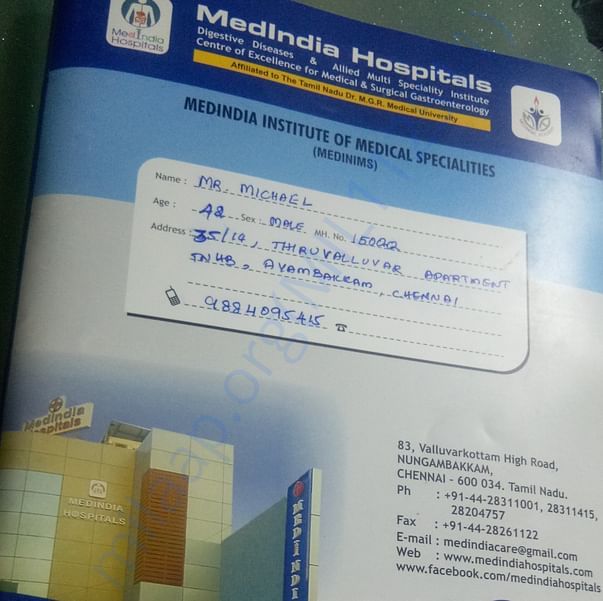 MedIndia
Hospitals
MedIndia Hospitals
Digestive Diseases & Allied Multi Speciality Institute
Centre of Excellence for Medical & Surgical Gastroenterology
Affiliated to The Tamil Nadu Dr. M.G.R. Medical University
MEDINDIA INSTITUTE OF MEDICAL SPECIALITIES
(MEDINIMS)
Name : MR. MICHAEL
Age : 42 Sex : MALE MH. No. 15022
Address : 35/14, THIRUVALLUVAR APARTMENT
AYAMBAKKAM, CHENNAI
9884095415
Medindia
Hospitals
MEDINDIA
HOSPITALS
MEDINDI
83, Valluvarkottam High Road,
NUNGAMBAKKAM,
CHENNAI - 600 034. Tamil Nadu.
Ph : +91-44-28311001, 28311415,
28204757
Fax : +91-44-28261122
E-mail : medindiacare@gmail.com
Web : www.medindiahospitals.com
www.facebook.com/medindiahospitals